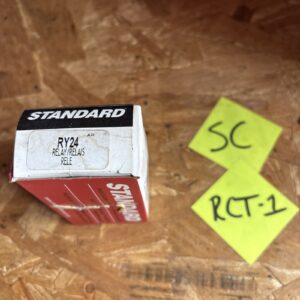 STANDARD
RY24
RELAY/RELAIS
RELE
STANDARD
SC
RCT-1